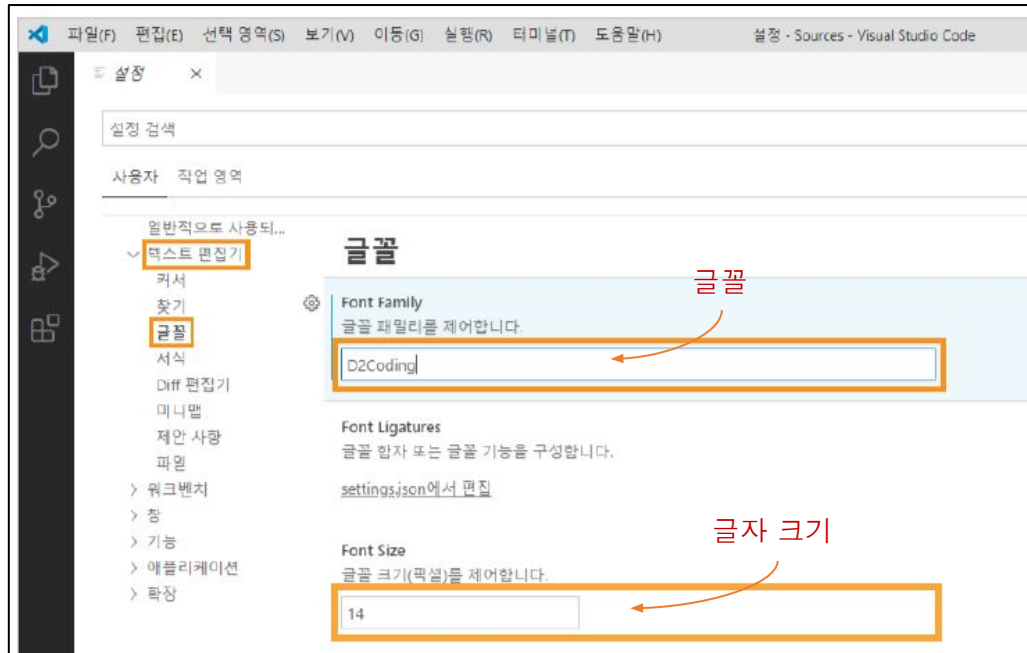 파일(F) 편집(E) 선택 영역(S) 보기(V) 이동(G) 실행(R) 터미널(T) 도움말(H) 설정 - Sources - Visual Studio Code
설정
설정 검색
사용자 작업 영역
일반적으로 사용되...
텍스트 편집기
커서
찾기
글꼴
서식
Diff 편집기
미니맵
제안 사항
파일
워크벤치
창
기능
애플리케이션
확장
글꼴
글꼴
Font Family
글꼴 패밀리를 제어합니다.
D2Coding
Font Ligatures
글꼴 합자 또는 글꼴 기능을 구성합니다.
settings.json에서 편집
글자 크기
Font Size
글꼴 크기(픽셀)를 제어합니다.
14